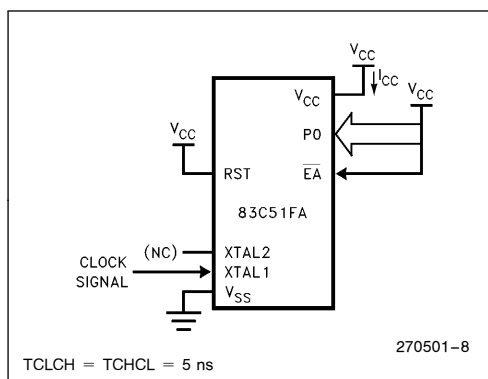 VCC
ICC
VCC
VCC
P0
VCC
RST
EA
83C51FA
(NC)
XTAL2
CLOCK
SIGNAL
XTAL1
VSS
270501–8
TCLCH = TCHCL = 5 ns